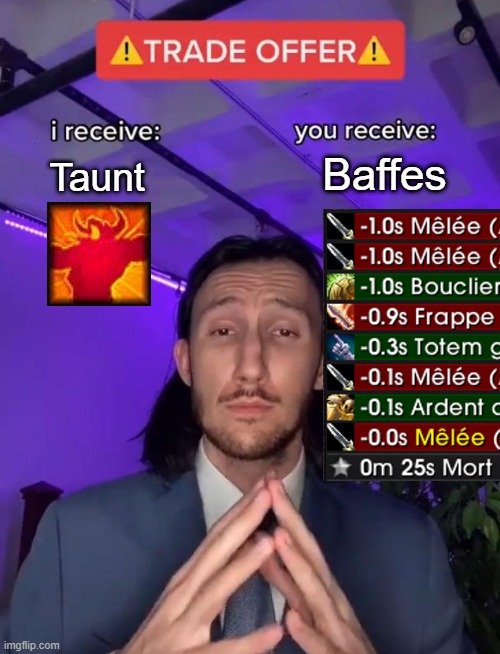 ⚠TRADE OFFER⚠
i receive:
you receive:
Taunt
Baffes
-1.0s Mêlée (
-1.0s Mêlée (
-1.0s Bouclier
-0.9s Frappe
-0.3s Totem g
-0.1s Mêlée (
-0.1s Ardent
-0.0s Mêlée (
0m 25s Mort
imgflip.com